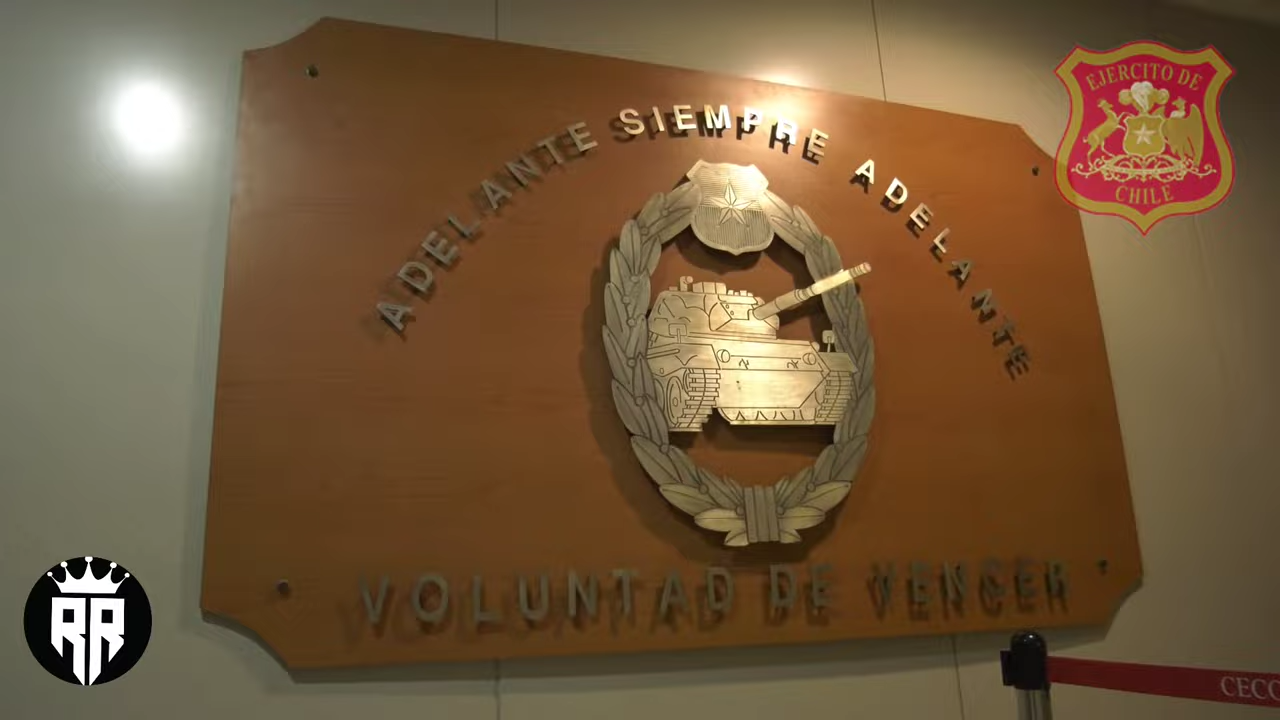 ADELANTE SIEMPRE ADELANTE
VOLUNTAD DE VENCER
EJERCITO DE
CHILE
RR